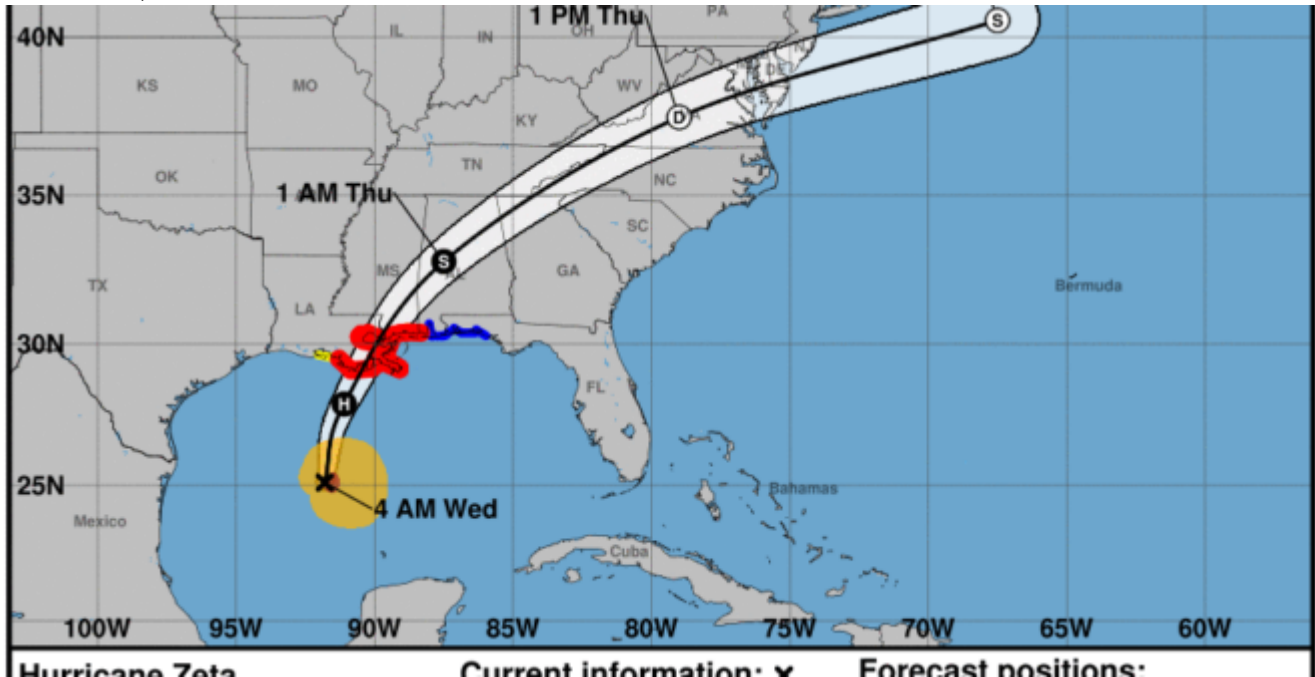 1 PM Thu
PA
40N
IL
IN
OH
NJ
DE
KS
MO
WV
KY
D
S
OK
TN
NC
35N
1 AM Thu
SC
S
MS
AL
GA
TX
LA
Bermuda
30N
FL
H
25N
4 AM Wed
Bahamas
Mexico
Cuba
100W 95W 90W 85W 80W 75W 70W 65W 60W
Hurricane Zeta Current information: x Forecast positions: